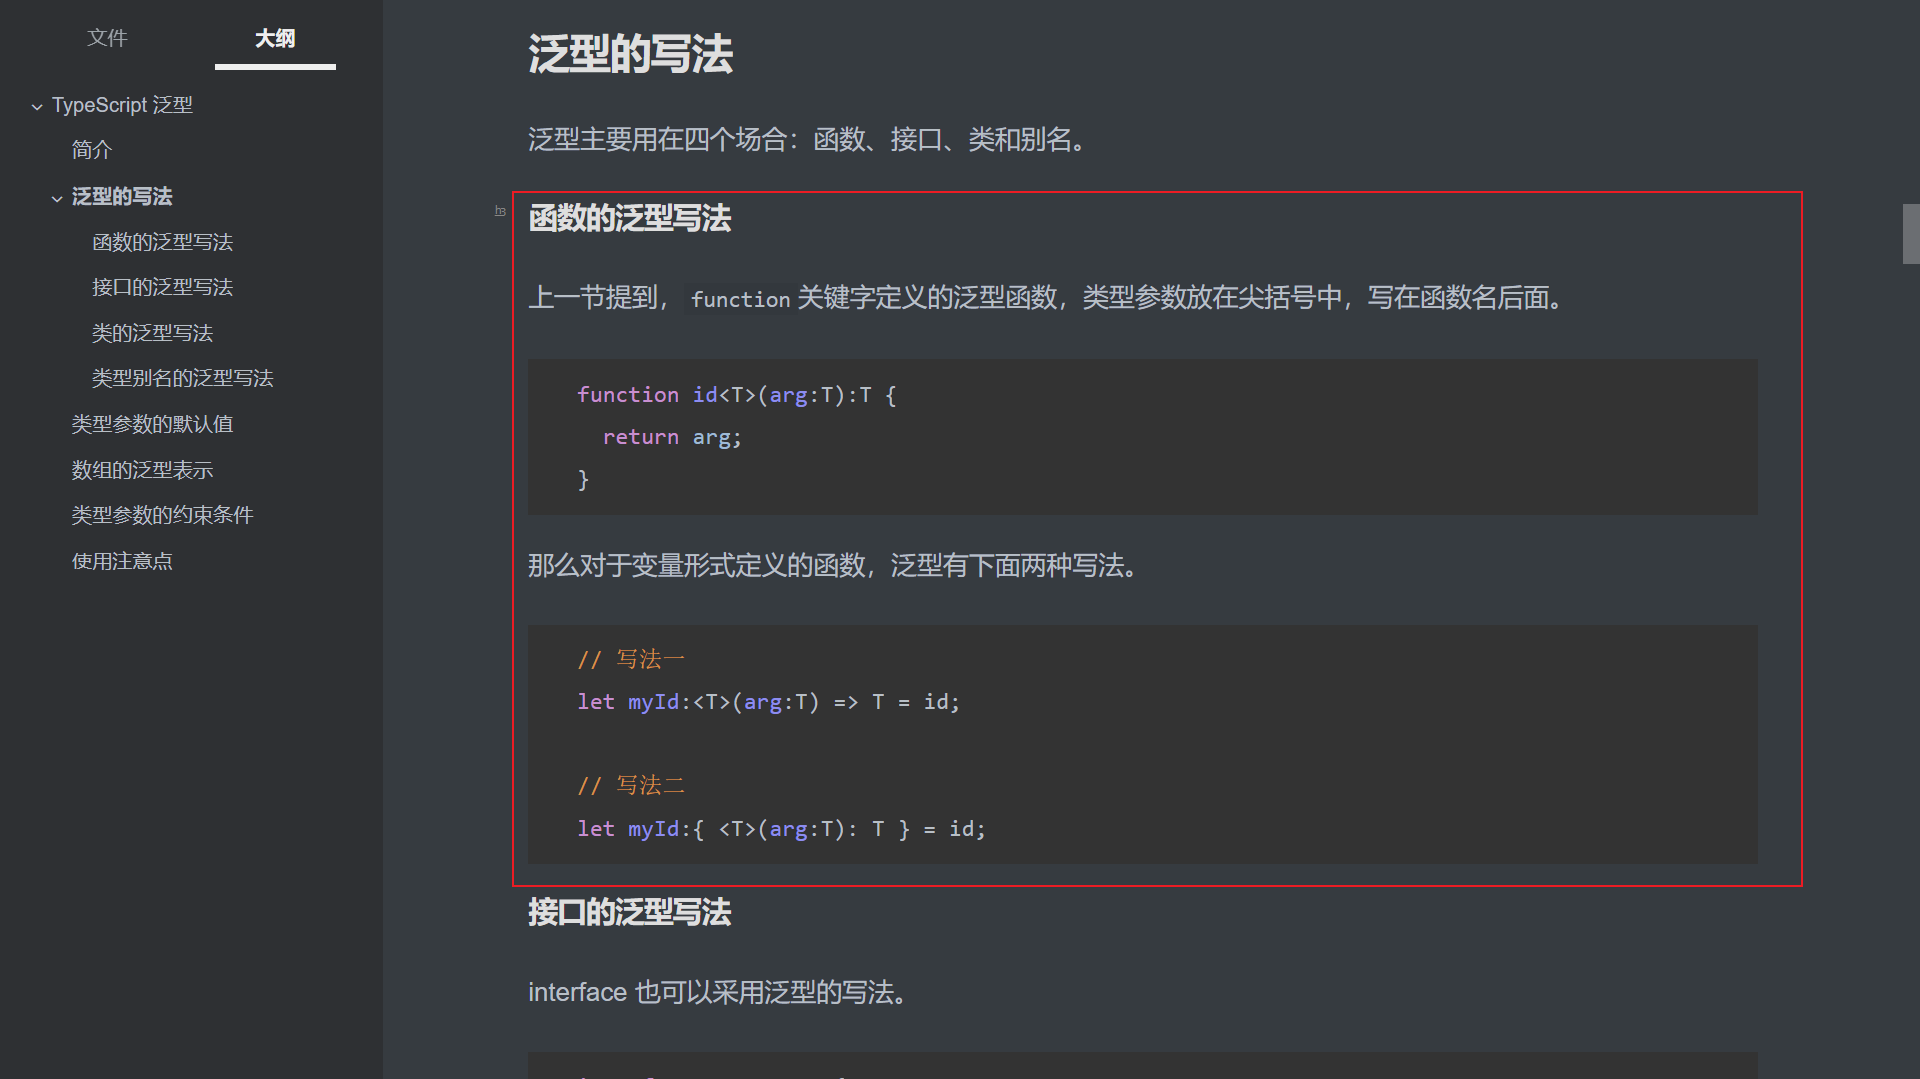 文件
大纲
TypeScript 泛型
简介
泛型的写法
函数的泛型写法
接口的泛型写法
类的泛型写法
类型别名的泛型写法
类型参数的默认值
数组的泛型表示
类型参数的约束条件
使用注意点
泛型的写法
泛型主要用在四个场合：函数、接口、类和别名。
h3
函数的泛型写法
上一节提到，function关键字定义的泛型函数，类型参数放在尖括号中，写在函数名后面。
function id<T>(arg:T):T {
  return arg;
}
那么对于变量形式定义的函数，泛型有下面两种写法。
// 写法一
let myId:<T>(arg:T) => T = id;
// 写法二
let myId:{ <T>(arg:T): T } = id;
接口的泛型写法
interface 也可以采用泛型的写法。